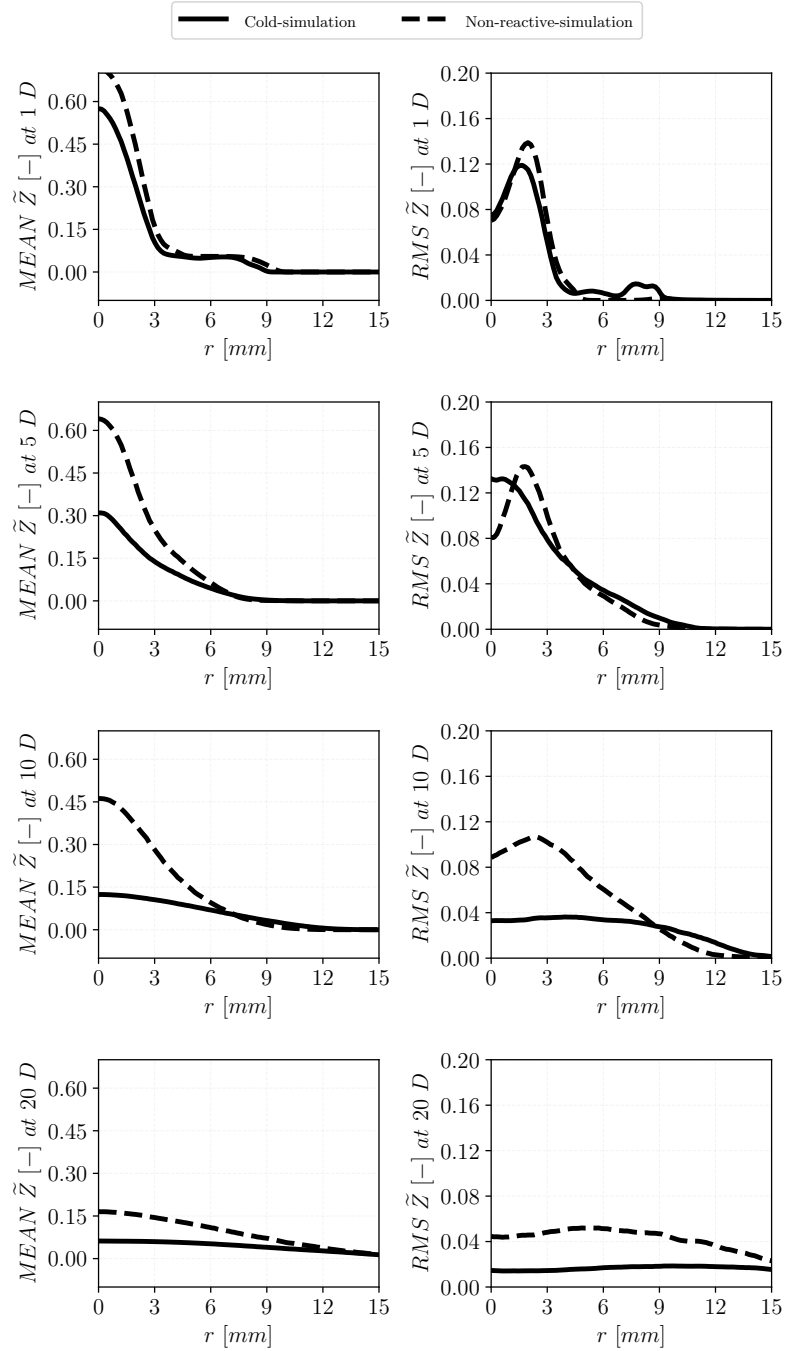 Cold-simulation Non-reactive-simulation
MEAN Z̃ [−] at 1 D
0.60
0.45
0.30
0.15
0.00
0 3 6 9 12 15
r [mm]
RMS Z̃ [−] at 1 D
0.20
0.16
0.12
0.08
0.04
0.00
0 3 6 9 12 15
r [mm]
MEAN Z̃ [−] at 5 D
0.60
0.45
0.30
0.15
0.00
0 3 6 9 12 15
r [mm]
RMS Z̃ [−] at 5 D
0.20
0.16
0.12
0.08
0.04
0.00
0 3 6 9 12 15
r [mm]
MEAN Z̃ [−] at 10 D
0.60
0.45
0.30
0.15
0.00
0 3 6 9 12 15
r [mm]
RMS Z̃ [−] at 10 D
0.20
0.16
0.12
0.08
0.04
0.00
0 3 6 9 12 15
r [mm]
MEAN Z̃ [−] at 20 D
0.60
0.45
0.30
0.15
0.00
0 3 6 9 12 15
r [mm]
RMS Z̃ [−] at 20 D
0.20
0.16
0.12
0.08
0.04
0.00
0 3 6 9 12 15
r [mm]